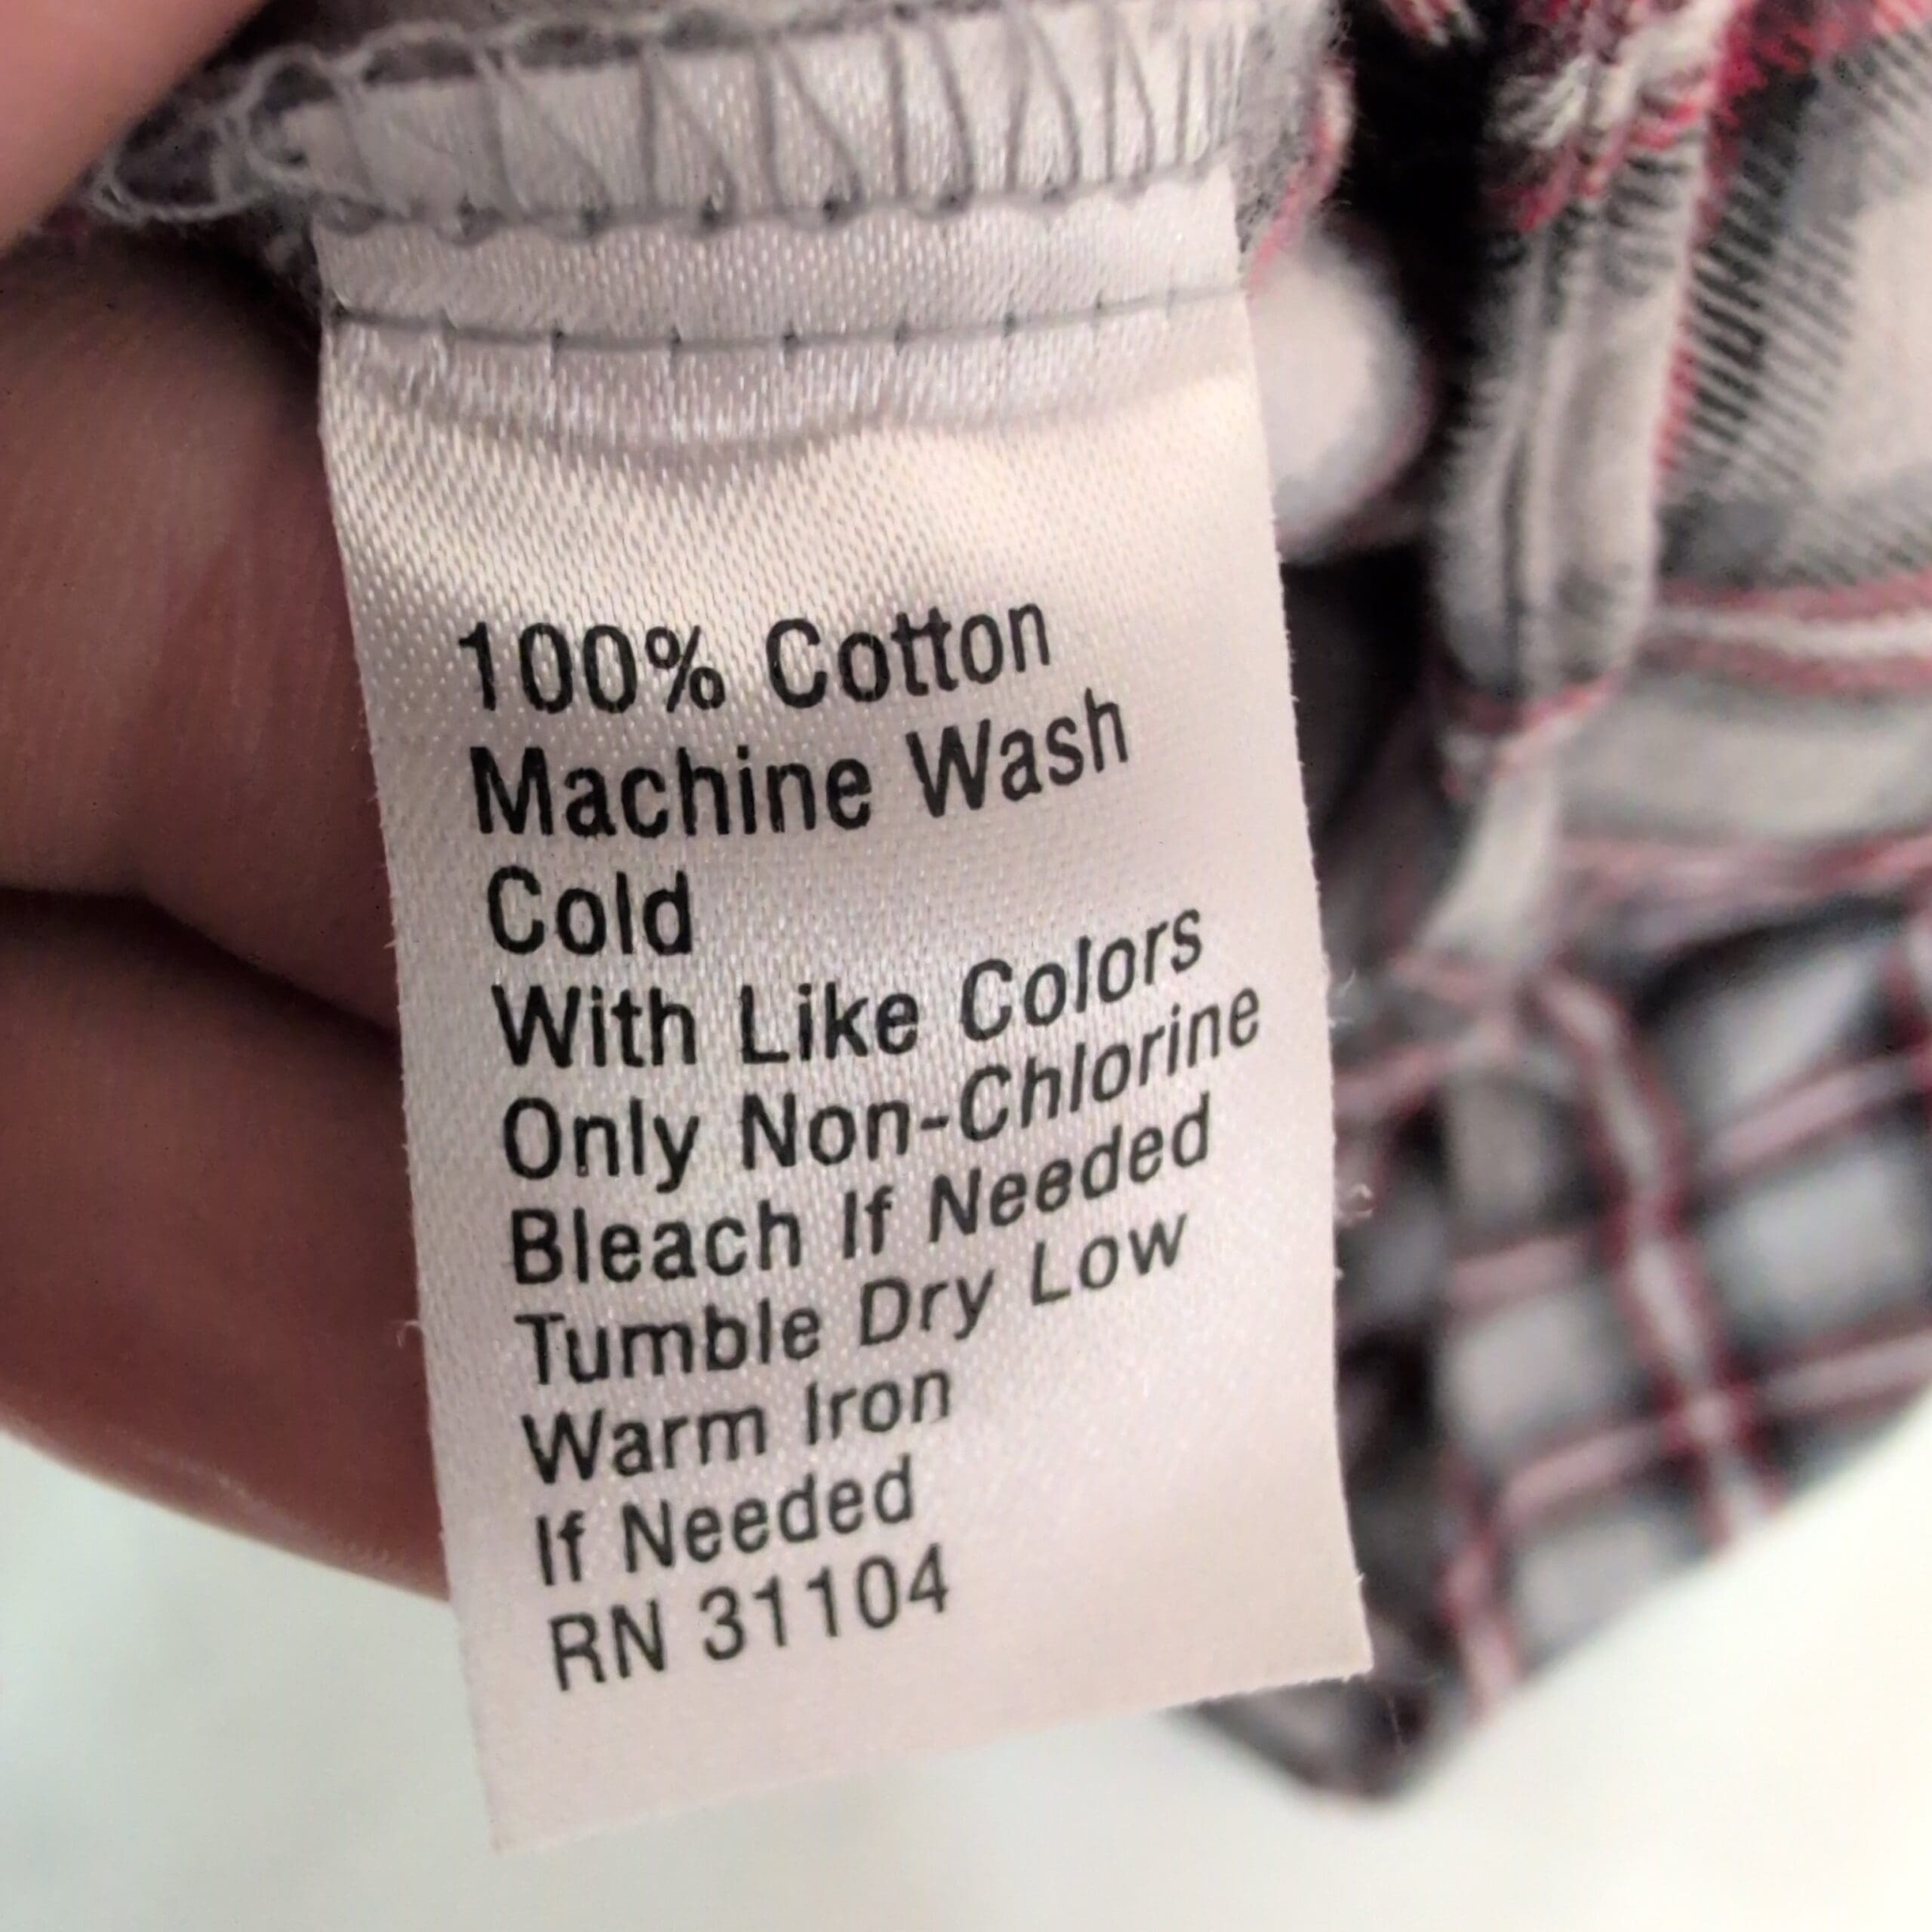 100% Cotton
Machine Wash
Cold
With Like Colors
Only Non-Chlorine
Bleach If Needed
Tumble Dry Low
Warm Iron
If Needed
RN 31104